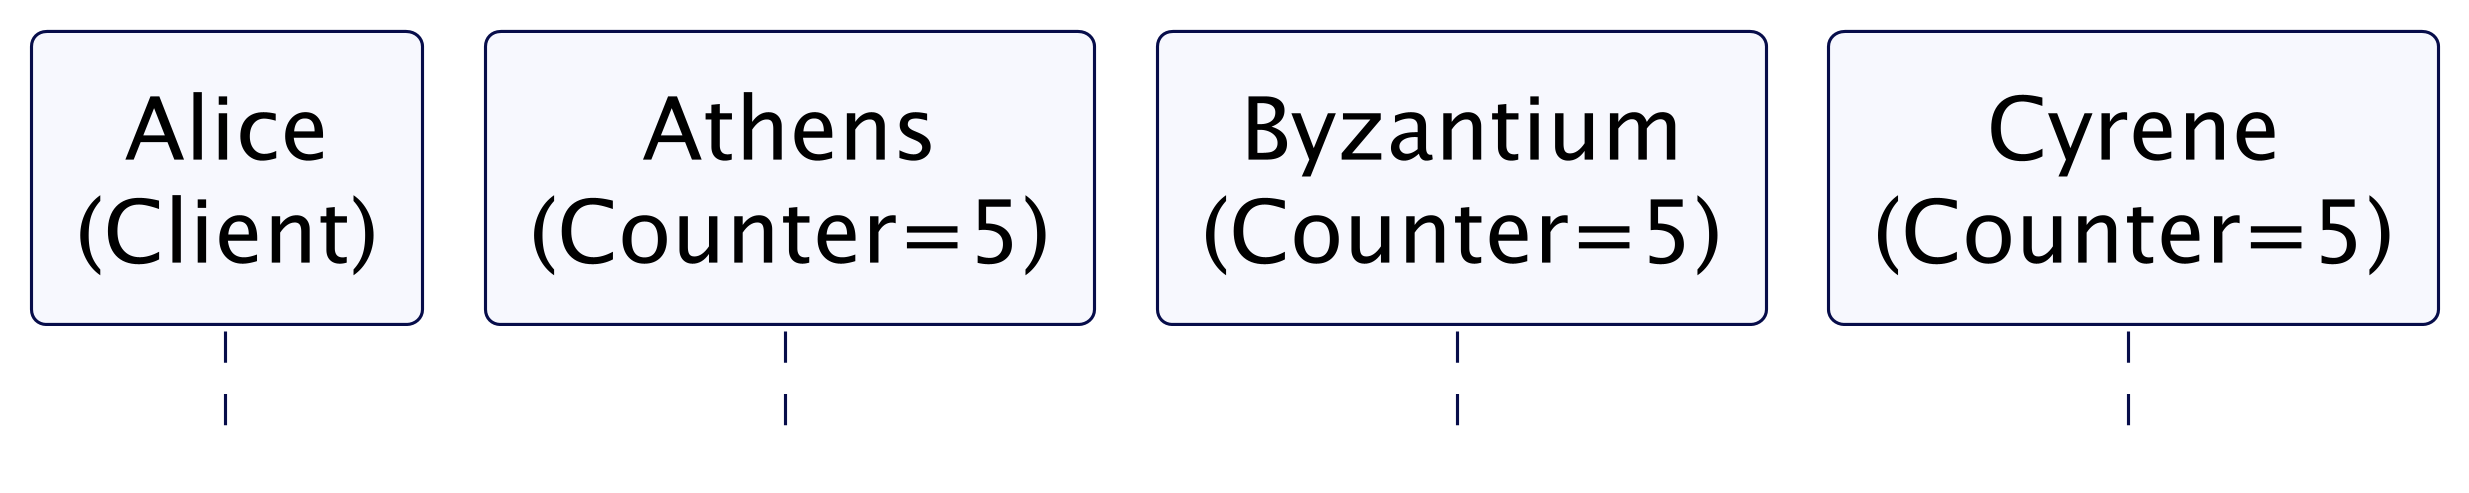 Alice
(Client)
Athens
(Counter=5)
Byzantium
(Counter=5)
Cyrene
(Counter=5)